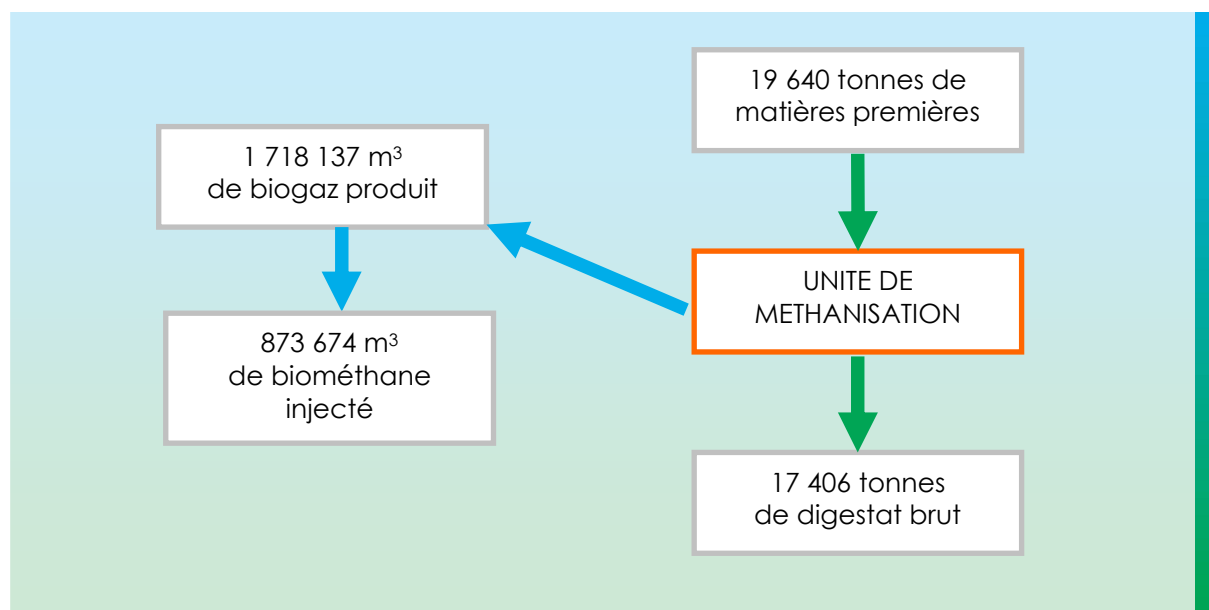 19 640 tonnes de
matières premières
1 718 137 m³
de biogaz produit
UNITE DE
METHANISATION
873 674 m³
de biométhane
injecté
17 406 tonnes
de digestat brut